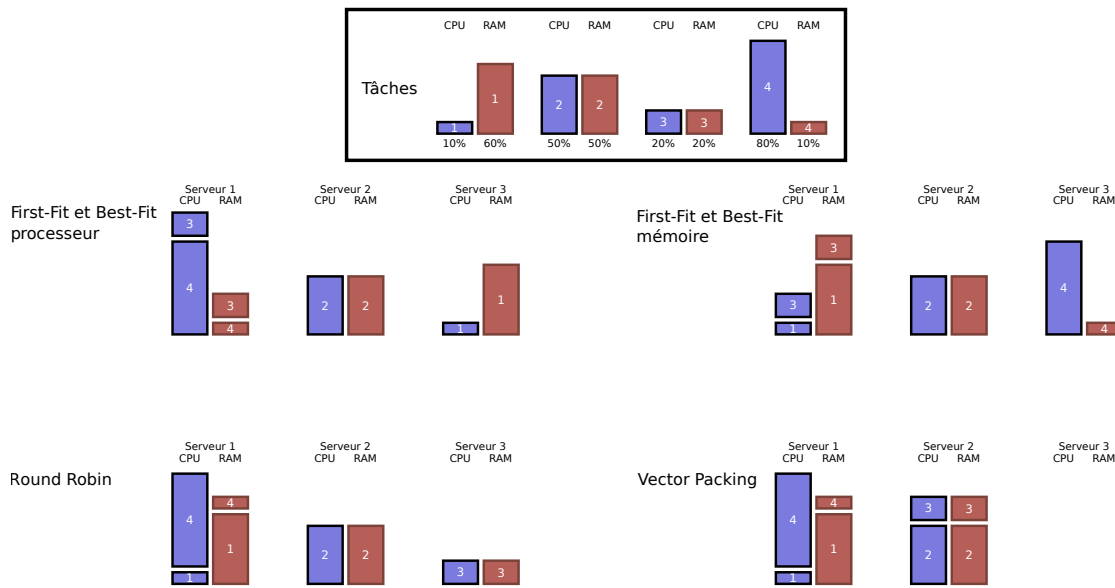 CPU RAM CPU RAM CPU RAM CPU RAM
Tâches
1 1 2 2 3 3 4 4
10% 60% 50% 50% 20% 20% 80% 10%
First-Fit et Best-Fit
processeur
Serveur 1 Serveur 2 Serveur 3
CPU RAM CPU RAM CPU RAM
3
4 3 2 2 1
4 1
First-Fit et Best-Fit
mémoire
Serveur 1 Serveur 2 Serveur 3
CPU RAM CPU RAM CPU RAM
3
3 1 2 2 4
1 4
Round Robin
Serveur 1 Serveur 2 Serveur 3
CPU RAM CPU RAM CPU RAM
4 4
1 1 2 2 3 3
Vector Packing
Serveur 1 Serveur 2 Serveur 3
CPU RAM CPU RAM CPU RAM
4 4 3 3
1 1 2 2